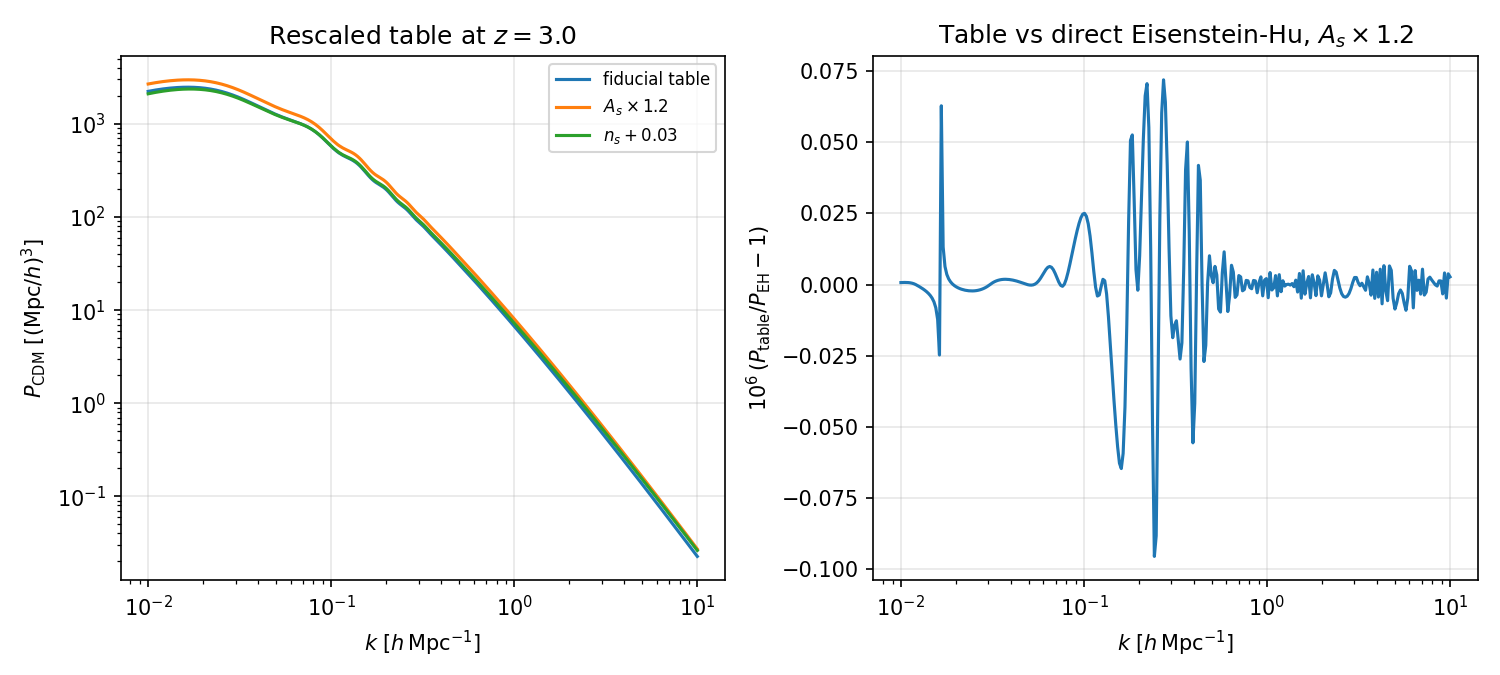 Rescaled table at z = 3.0
fiducial table
A_s × 1.2
n_s + 0.03
10^3
10^2
10^1
10^0
10^−1
P_CDM [(Mpc/h)^3]
10^−2
10^−1
10^0
10^1
k [h Mpc^−1]
Table vs direct Eisenstein-Hu, A_s × 1.2
0.075
0.050
0.025
0.000
−0.025
−0.050
−0.075
−0.100
10^6 (P_table/P_EH − 1)
10^−2
10^−1
10^0
10^1
k [h Mpc^−1]